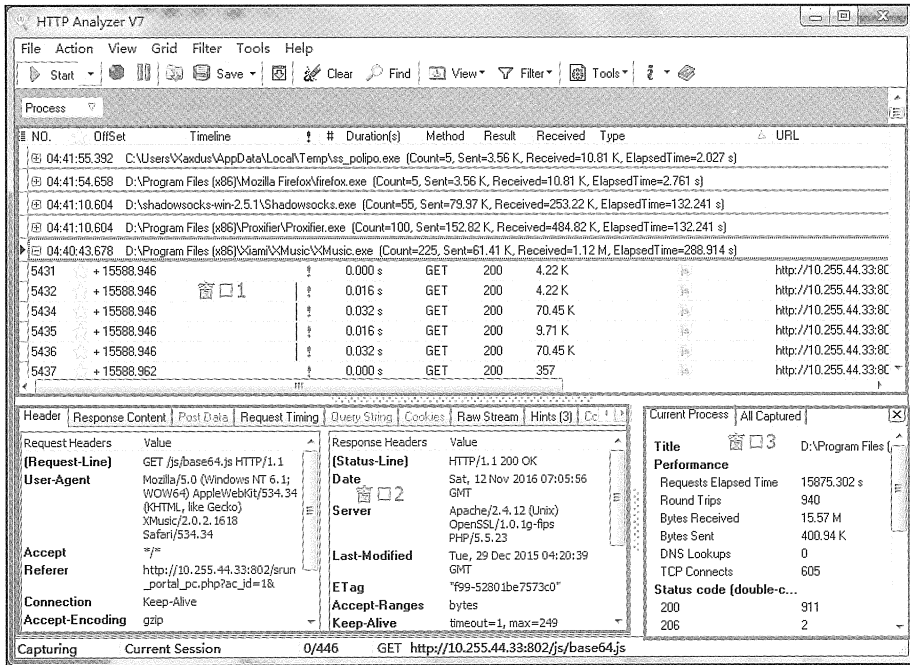 HTTP Analyzer V7
File Action View Grid Filter Tools Help
Start Save Clear Find View Filter Tools
Process
NO. OffSet Timeline ! # Duration(s) Method Result Received Type URL
04:41:55.392 C:\Users\Xaxdus\AppData\Local\Temp\ss_polipo.exe (Count=5, Sent=3.56 K, Received=10.81 K, ElapsedTime=2.027 s)
04:41:54.658 D:\Program Files (x86)\Mozilla Firefox\firefox.exe (Count=5, Sent=3.56 K, Received=10.81 K, ElapsedTime=2.761 s)
04:41:10.604 D:\shadowsocks-win-2.5.1\Shadowsocks.exe (Count=55, Sent=79.97 K, Received=253.22 K, ElapsedTime=132.241 s)
04:41:10.604 D:\Program Files (x86)\Proxifier\Proxifier.exe (Count=100, Sent=152.82 K, Received=484.82 K, ElapsedTime=132.241 s)
04:40:43.678 D:\Program Files (x86)\Xiami\XMusic\XMusic.exe (Count=225, Sent=61.41 K, Received=1.12 M, ElapsedTime=288.914 s)
5431 + 15588.946 ! 0.000 s GET 200 4.22 K js http://10.255.44.33:80
5432 + 15588.946 窗口1 ! 0.016 s GET 200 4.22 K js http://10.255.44.33:80
5434 + 15588.946 ! 0.032 s GET 200 70.45 K js http://10.255.44.33:80
5435 + 15588.946 ! 0.016 s GET 200 9.71 K js http://10.255.44.33:80
5436 + 15588.946 ! 0.032 s GET 200 70.45 K js http://10.255.44.33:80
5437 + 15588.962 ! 0.000 s GET 200 357 js http://10.255.44.33:80
Header Response Content Post Data Request Timing Query String Cookies Raw Stream Hints (3)
Request Headers Value
(Request-Line) GET /js/base64.js HTTP/1.1
User-Agent Mozilla/5.0 (Windows NT 6.1;
WOW64) AppleWebKit/534.34
(KHTML, like Gecko)
XMusic/2.0.2.1618
Safari/534.34
Accept */*
Referer http://10.255.44.33:802/srun
_portal_pc.php?ac_id=1&
Connection Keep-Alive
Accept-Encoding gzip
Response Headers Value
(Status-Line) HTTP/1.1 200 OK
Date Sat, 12 Nov 2016 07:05:56
GMT
窗口2
Server Apache/2.4.12 (Unix)
OpenSSL/1.0.1g-fips
PHP/5.5.23
Last-Modified Tue, 29 Dec 2015 04:20:39
GMT
ETag "f99-52801be7573c0"
Accept-Ranges bytes
Keep-Alive timeout=1, max=249
Current Process All Captured
窗口3
Title D:\Program Files (
Performance
Requests Elapsed Time 15875.302 s
Round Trips 940
Bytes Received 15.57 M
Bytes Sent 400.94 K
DNS Lookups 0
TCP Connects 605
Status code (double-c...
200 911
206 2
Capturing Current Session 0/446 GET http://10.255.44.33:802/js/base64.js